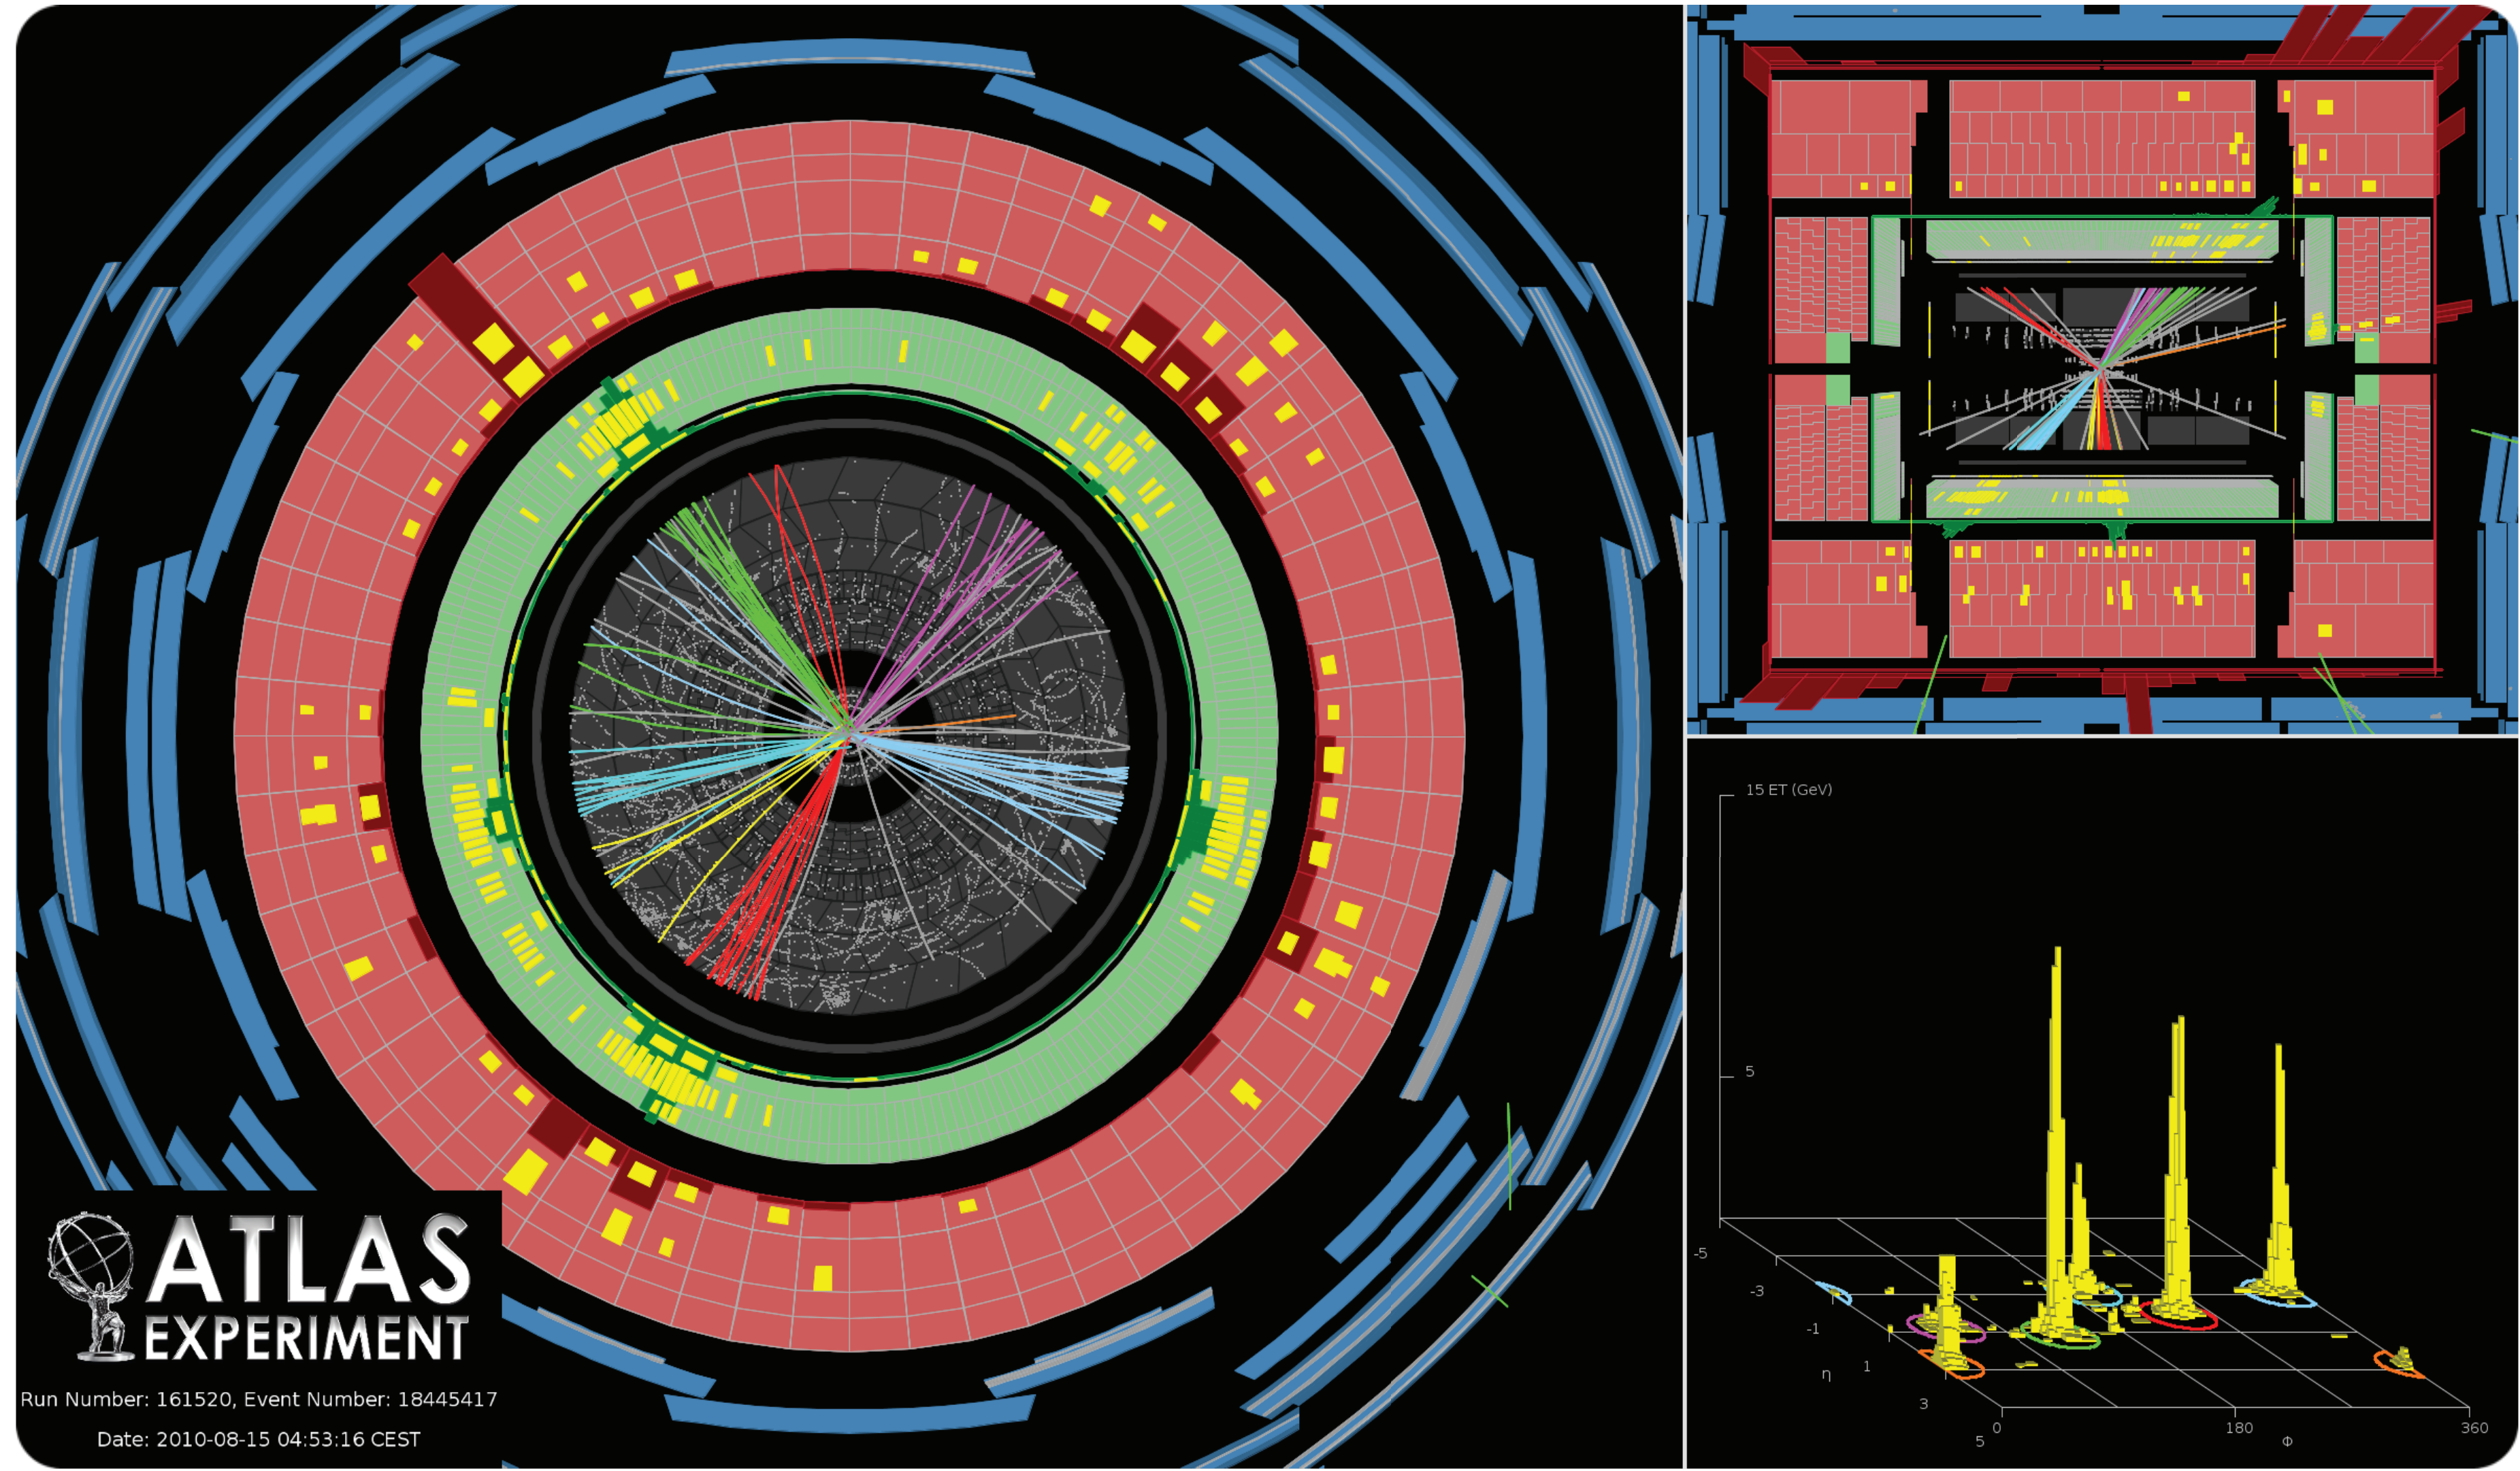 ATLAS
EXPERIMENT
Run Number: 161520, Event Number: 18445417
Date: 2010-08-15 04:53:16 CEST
15 ET (GeV)
5
-5
-3
-1
η
1
3
5
0
180
Φ
360